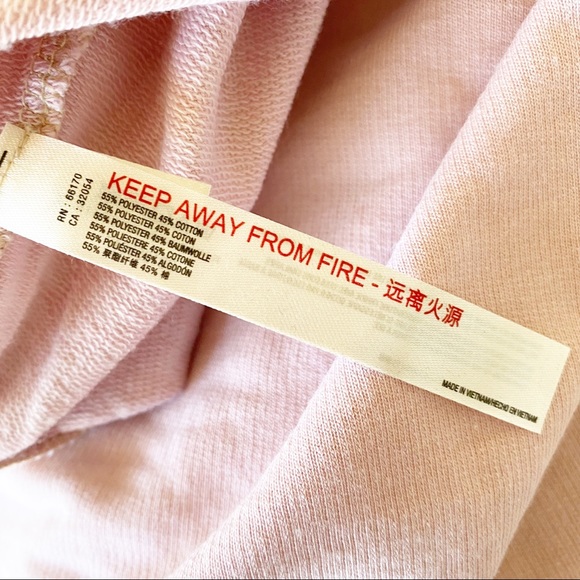 RN : 66170
CA : 32054
KEEP AWAY FROM FIRE - 远离火源
55% POLYESTER 45% COTTON
55% POLYESTER 45% COTON
55% POLYESTER 45% BAUMWOLLE
55% POLIESTERE 45% COTONE
55% POLIÉSTER 45% ALGODÓN
55% 聚酯纤维 45% 棉
MADE IN VIETNAM/HECHO EN VIETNAM